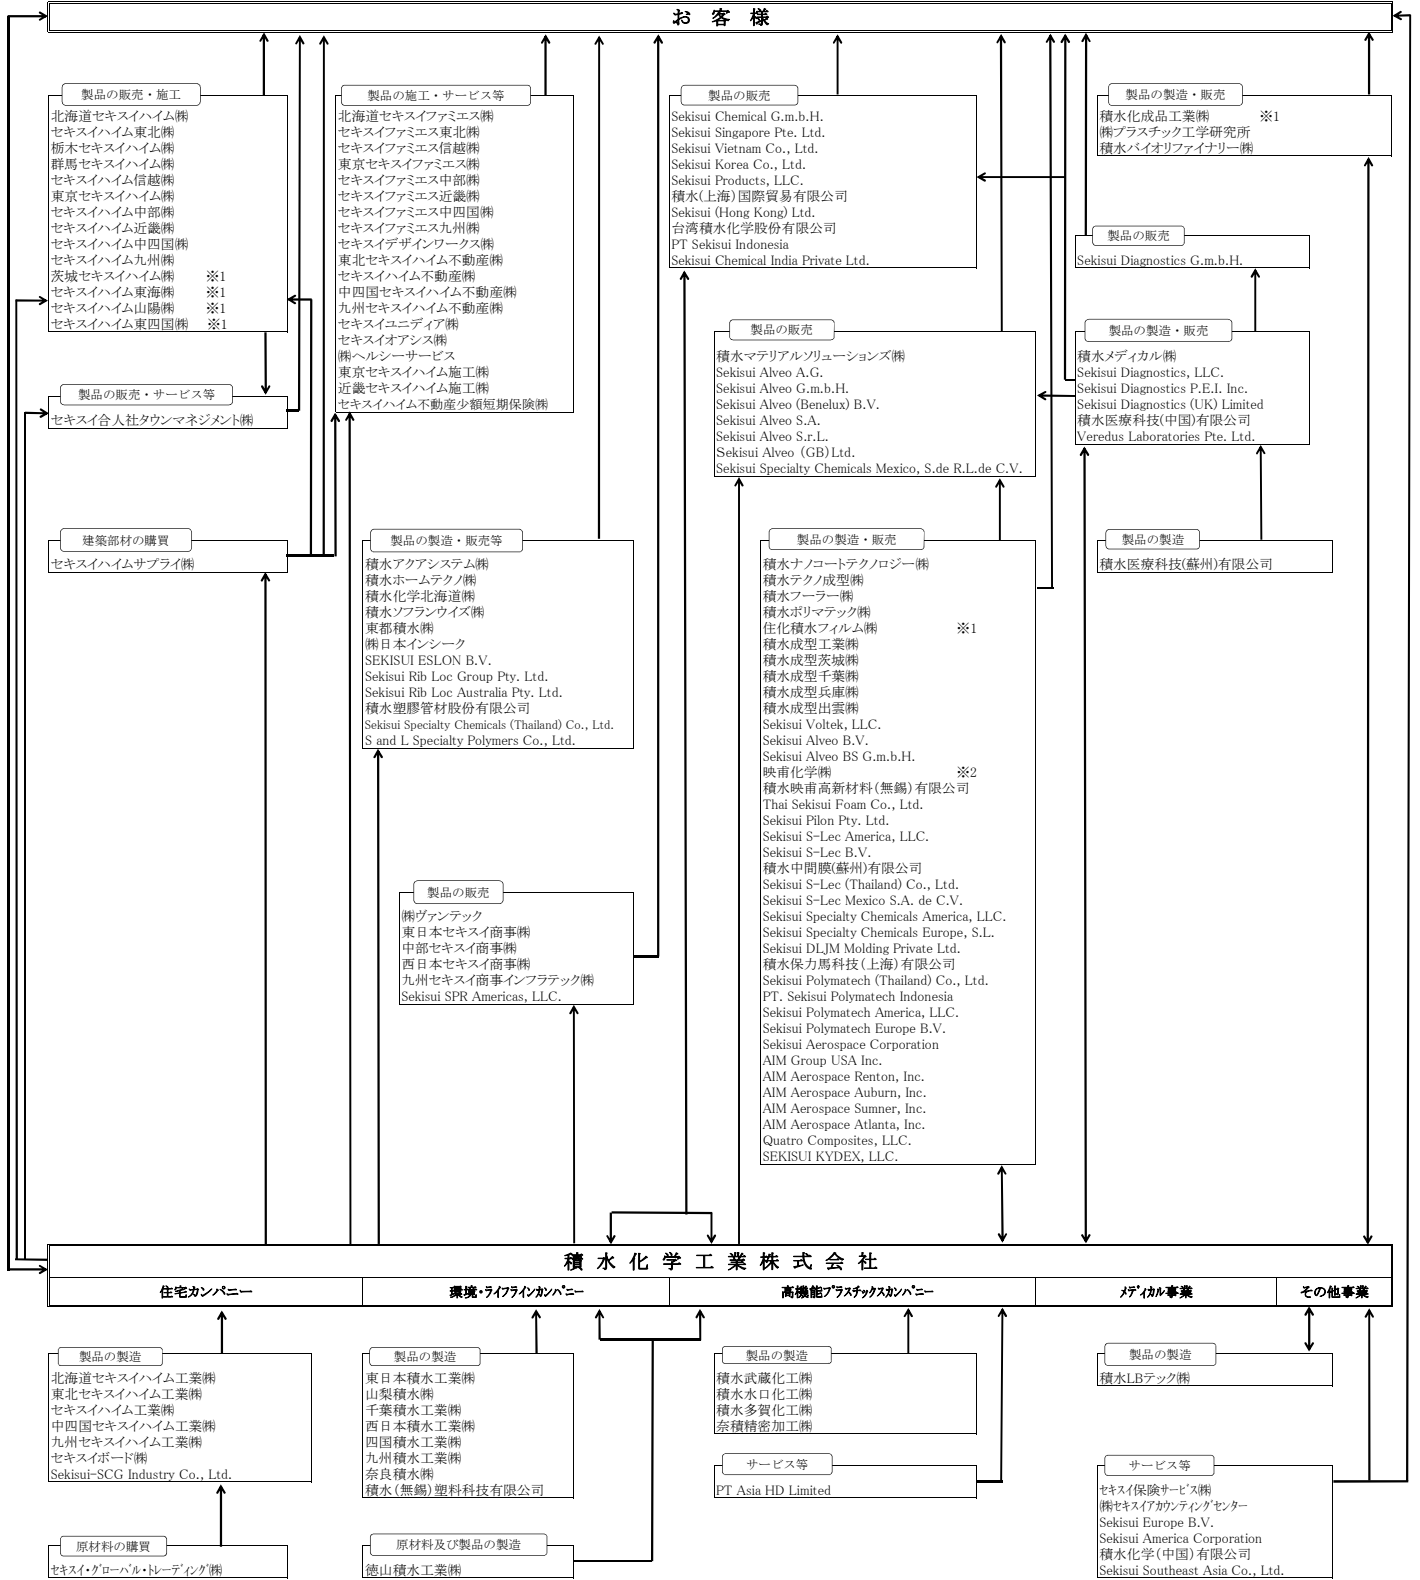 お 客 様
製品の販売・施工
北海道セキスイハイム㈱
セキスイハイム東北㈱
栃木セキスイハイム㈱
群馬セキスイハイム㈱
セキスイハイム信越㈱
東京セキスイハイム㈱
セキスイハイム中部㈱
セキスイハイム近畿㈱
セキスイハイム中四国㈱
セキスイハイム九州㈱
茨城セキスイハイム㈱ ※1
セキスイハイム東海㈱ ※1
セキスイハイム山陽㈱ ※1
セキスイハイム東四国㈱ ※1
製品の販売・サービス等
セキスイ合人社タウンマネジメント㈱
建築部材の購買
セキスイハイムサプライ㈱
製品の施工・サービス等
北海道セキスイファミエス㈱
セキスイファミエス東北㈱
セキスイファミエス信越㈱
東京セキスイファミエス㈱
セキスイファミエス中部㈱
セキスイファミエス近畿㈱
セキスイファミエス中四国㈱
セキスイファミエス九州㈱
セキスイデザインワークス㈱
東北セキスイハイム不動産㈱
セキスイハイム不動産㈱
中四国セキスイハイム不動産㈱
九州セキスイハイム不動産㈱
セキスイユニディア㈱
セキスイオアシス㈱
㈱ヘルシーサービス
東京セキスイハイム施工㈱
近畿セキスイハイム施工㈱
セキスイハイム不動産少額短期保険㈱
製品の製造・販売等
積水アクアシステム㈱
積水ホームテクノ㈱
積水化学北海道㈱
積水ソフランウイズ㈱
東都積水㈱
㈱日本インシーク
SEKISUI ESLON B.V.
Sekisui Rib Loc Group Pty. Ltd.
Sekisui Rib Loc Australia Pty. Ltd.
積水塑膠管材股份有限公司
Sekisui Specialty Chemicals (Thailand) Co., Ltd.
S and L Specialty Polymers Co., Ltd.
製品の販売
㈱ヴァンテック
東日本セキスイ商事㈱
中部セキスイ商事㈱
西日本セキスイ商事㈱
九州セキスイ商事インフラテック㈱
Sekisui SPR Americas, LLC.
製品の販売
Sekisui Chemical G.m.b.H.
Sekisui Singapore Pte. Ltd.
Sekisui Vietnam Co., Ltd.
Sekisui Korea Co., Ltd.
Sekisui Products, LLC.
積水(上海)国際貿易有限公司
Sekisui (Hong Kong) Ltd.
台湾積水化学股份有限公司
PT Sekisui Indonesia
Sekisui Chemical India Private Ltd.
製品の販売
積水マテリアルソリューションズ㈱
Sekisui Alveo A.G.
Sekisui Alveo G.m.b.H.
Sekisui Alveo (Benelux) B.V.
Sekisui Alveo S.A.
Sekisui Alveo S.r.L.
Sekisui Alveo (GB)Ltd.
Sekisui Specialty Chemicals Mexico, S.de R.L.de C.V.
製品の製造・販売
積水ナノコートテクノロジー㈱
積水テクノ成型㈱
積水フーラー㈱
積水ポリマテック㈱
住化積水フィルム㈱ ※1
積水成型工業㈱
積水成型茨城㈱
積水成型千葉㈱
積水成型兵庫㈱
積水成型出雲㈱
Sekisui Voltek, LLC.
Sekisui Alveo B.V.
Sekisui Alveo BS G.m.b.H.
映甫化学㈱ ※2
積水映甫高新材料(無錫)有限公司
Thai Sekisui Foam Co., Ltd.
Sekisui Pilon Pty. Ltd.
Sekisui S-Lec America, LLC.
Sekisui S-Lec B.V.
積水中間膜(蘇州)有限公司
Sekisui S-Lec (Thailand) Co., Ltd.
Sekisui S-Lec Mexico S.A. de C.V.
Sekisui Specialty Chemicals America, LLC.
Sekisui Specialty Chemicals Europe, S.L.
Sekisui DLJM Molding Private Ltd.
積水保力馬科技(上海)有限公司
Sekisui Polymatech (Thailand) Co., Ltd.
PT. Sekisui Polymatech Indonesia
Sekisui Polymatech America, LLC.
Sekisui Polymatech Europe B.V.
Sekisui Aerospace Corporation
AIM Group USA Inc.
AIM Aerospace Renton, Inc.
AIM Aerospace Auburn, Inc.
AIM Aerospace Sumner, Inc.
AIM Aerospace Atlanta, Inc.
Quatro Composites, LLC.
SEKISUI KYDEX, LLC.
製品の製造・販売
積水化成品工業㈱ ※1
㈱プラスチック工学研究所
積水バイオリファイナリー㈱
製品の販売
Sekisui Diagnostics G.m.b.H.
製品の製造・販売
積水メディカル㈱
Sekisui Diagnostics, LLC.
Sekisui Diagnostics P.E.I. Inc.
Sekisui Diagnostics (UK) Limited
積水医療科技(中国)有限公司
Veredus Laboratories Pte. Ltd.
製品の製造
積水医療科技(蘇州)有限公司
積 水 化 学 工 業 株 式 会 社
住宅カンパニー
環境・ライフラインカンパニー
高機能プラスチックスカンパニー
メディカル事業
その他事業
製品の製造
北海道セキスイハイム工業㈱
東北セキスイハイム工業㈱
セキスイハイム工業㈱
中四国セキスイハイム工業㈱
九州セキスイハイム工業㈱
セキスイボード㈱
Sekisui-SCG Industry Co., Ltd.
原材料の購買
セキスイ・グローバル・トレーディング㈱
製品の製造
東日本積水工業㈱
山梨積水㈱
千葉積水工業㈱
西日本積水工業㈱
四国積水工業㈱
九州積水工業㈱
奈良積水㈱
積水(無錫)塑料科技有限公司
原材料及び製品の製造
徳山積水工業㈱
製品の製造
積水武蔵化工㈱
積水水口化工㈱
積水多賀化工㈱
奈積精密加工㈱
サービス等
PT Asia HD Limited
製品の製造
積水LBテック㈱
サービス等
セキスイ保険サービス㈱
㈱セキスイアカウンティングセンター
Sekisui Europe B.V.
Sekisui America Corporation
積水化学(中国)有限公司
Sekisui Southeast Asia Co., Ltd.